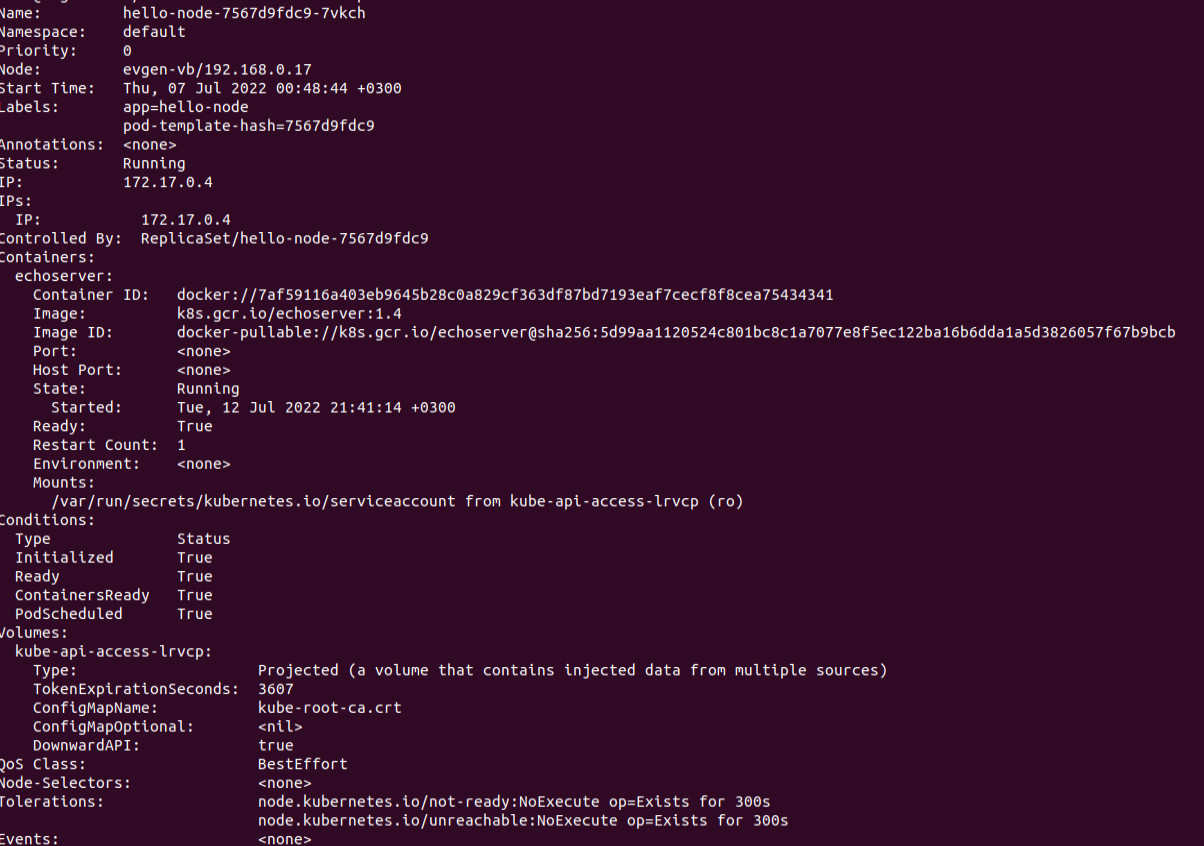 Name:         hello-node-7567d9fdc9-7vkch
Namespace:    default
Priority:     0
Node:         evgen-vb/192.168.0.17
Start Time:   Thu, 07 Jul 2022 00:48:44 +0300
Labels:       app=hello-node
              pod-template-hash=7567d9fdc9
Annotations:  <none>
Status:       Running
IP:           172.17.0.4
IPs:
  IP:           172.17.0.4
Controlled By:  ReplicaSet/hello-node-7567d9fdc9
Containers:
  echoserver:
    Container ID:   docker://7af59116a403eb9645b28c0a829cf363df87bd7193eaf7cecf8f8cea75434341
    Image:          k8s.gcr.io/echoserver:1.4
    Image ID:       docker-pullable://k8s.gcr.io/echoserver@sha256:5d99aa1120524c801bc8c1a7077e8f5ec122ba16b6dda1a5d3826057f67b9bcb
    Port:           <none>
    Host Port:      <none>
    State:          Running
      Started:      Tue, 12 Jul 2022 21:41:14 +0300
    Ready:          True
    Restart Count:  1
    Environment:    <none>
    Mounts:
      /var/run/secrets/kubernetes.io/serviceaccount from kube-api-access-lrvcp (ro)
Conditions:
  Type              Status
  Initialized       True
  Ready             True
  ContainersReady   True
  PodScheduled      True
Volumes:
  kube-api-access-lrvcp:
    Type:                    Projected (a volume that contains injected data from multiple sources)
    TokenExpirationSeconds:  3607
    ConfigMapName:           kube-root-ca.crt
    ConfigMapOptional:       <nil>
    DownwardAPI:             true
QoS Class:                   BestEffort
Node-Selectors:              <none>
Tolerations:                 node.kubernetes.io/not-ready:NoExecute op=Exists for 300s
                             node.kubernetes.io/unreachable:NoExecute op=Exists for 300s
Events:                      <none>